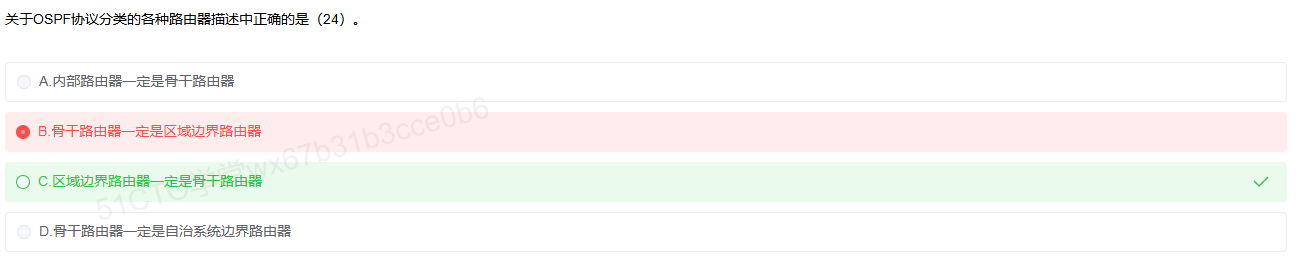 关于OSPF协议分类的各种路由器描述中正确的是（24）。
A.内部路由器一定是骨干路由器
B.骨干路由器一定是区域边界路由器
C.区域边界路由器一定是骨干路由器
D.骨干路由器一定是自治系统边界路由器
51CTO学堂wx67b31b3cce0b6